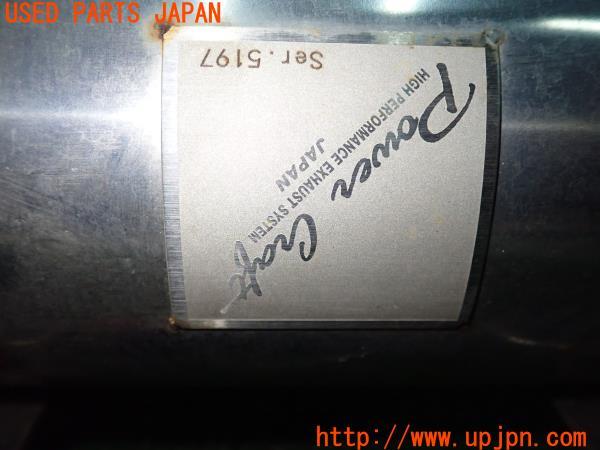 USED PARTS JAPAN
Ser. 5197
Power Craft
HIGH PERFORMANCE EXHAUST SYSTEM
JAPAN
http://www.upjpn.com/